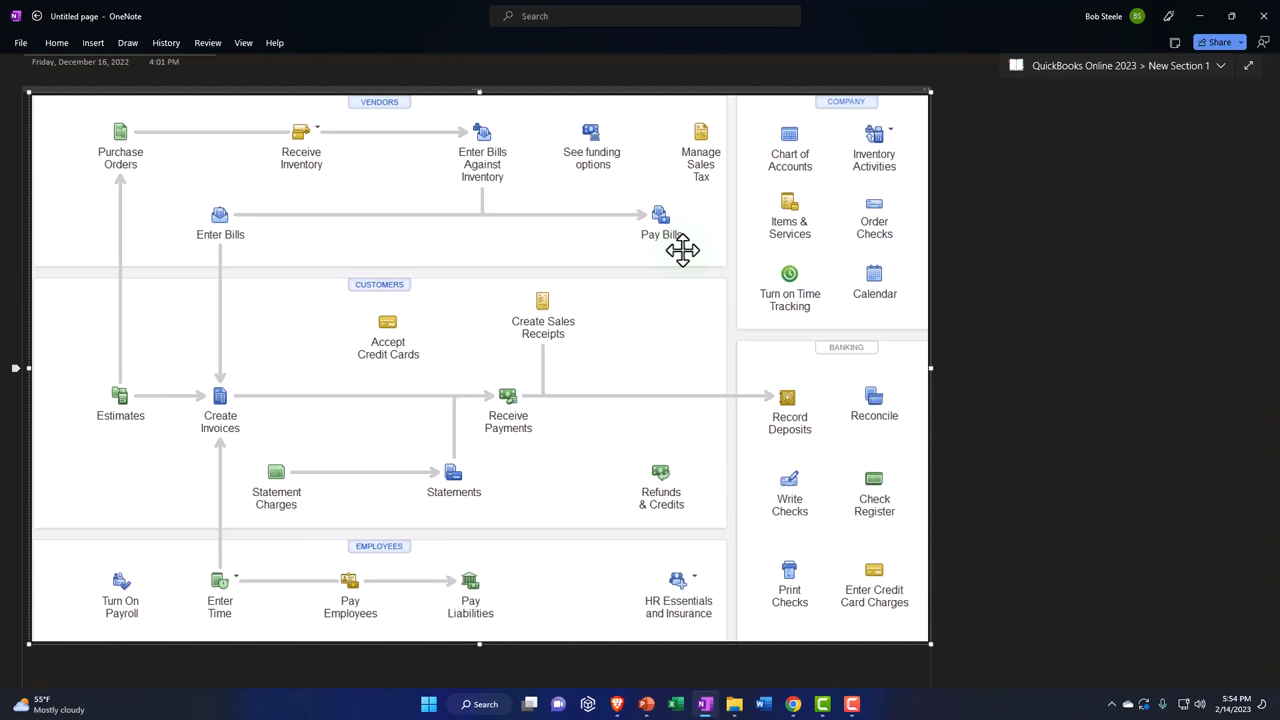 Untitled page - OneNote
Search
Bob Steele
BS
File Home Insert Draw History Review View Help
Share
Friday, December 16, 2022 4:01 PM
QuickBooks Online 2023 > New Section 1
VENDORS
Purchase
Orders
Receive
Inventory
Enter Bills
Against
Inventory
See funding
options
Manage
Sales
Tax
Enter Bills
Pay Bills
COMPANY
Chart of
Accounts
Inventory
Activities
Items &
Services
Order
Checks
Turn on Time
Tracking
Calendar
CUSTOMERS
Accept
Credit Cards
Create Sales
Receipts
Estimates
Create
Invoices
Receive
Payments
Statement
Charges
Statements
Refunds
& Credits
BANKING
Record
Deposits
Reconcile
Write
Checks
Check
Register
Print
Checks
Enter Credit
Card Charges
EMPLOYEES
Turn On
Payroll
Enter
Time
Pay
Employees
Pay
Liabilities
HR Essentials
and Insurance
55°F
Mostly cloudy
Search
5:54 PM
2/14/2023